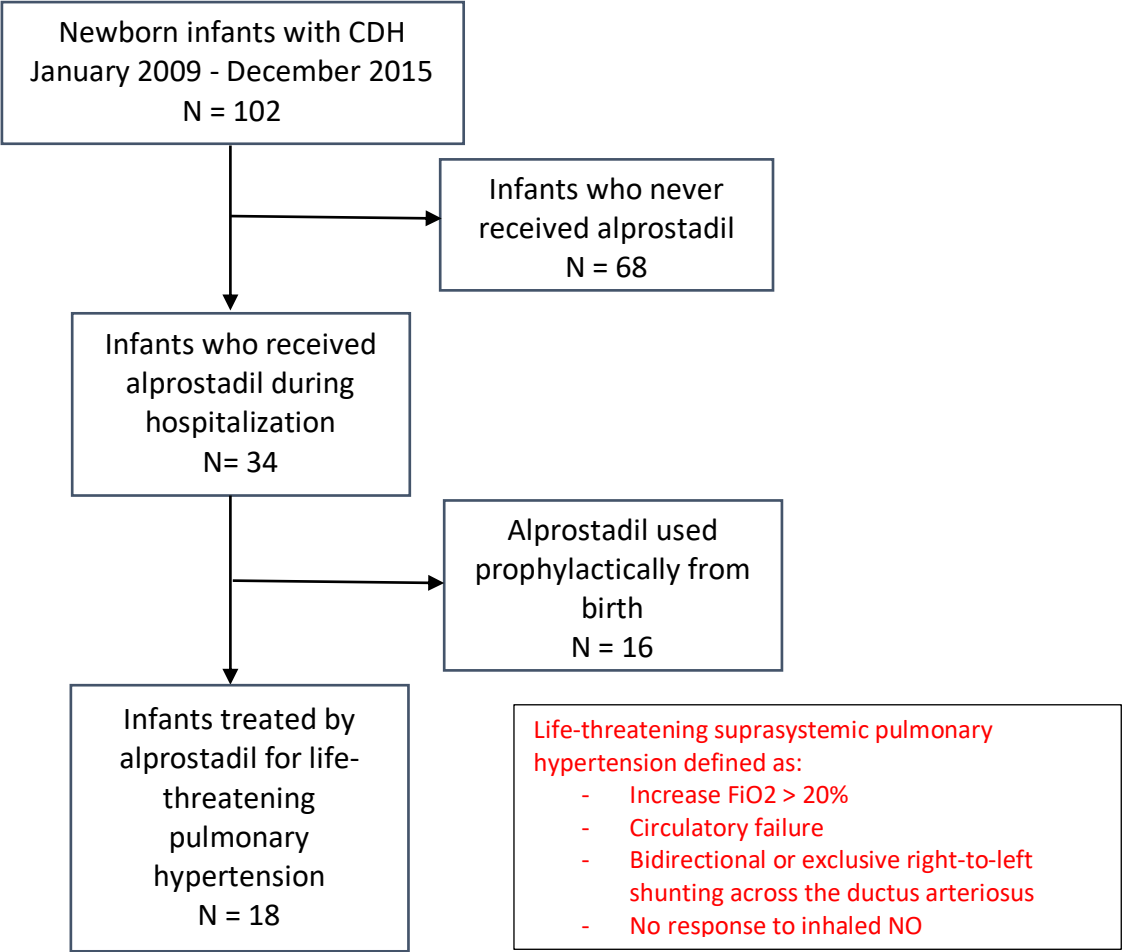 Newborn infants with CDH
January 2009 - December 2015
N = 102
Infants who never
received alprostadil
N = 68
Infants who received
alprostadil during
hospitalization
N= 34
Alprostadil used
prophylactically from
birth
N = 16
Infants treated by
alprostadil for life-
threatening
pulmonary
hypertension
N = 18
Life-threatening suprasystemic pulmonary
hypertension defined as:
- Increase FiO2 > 20%
- Circulatory failure
- Bidirectional or exclusive right-to-left
shunting across the ductus arteriosus
- No response to inhaled NO